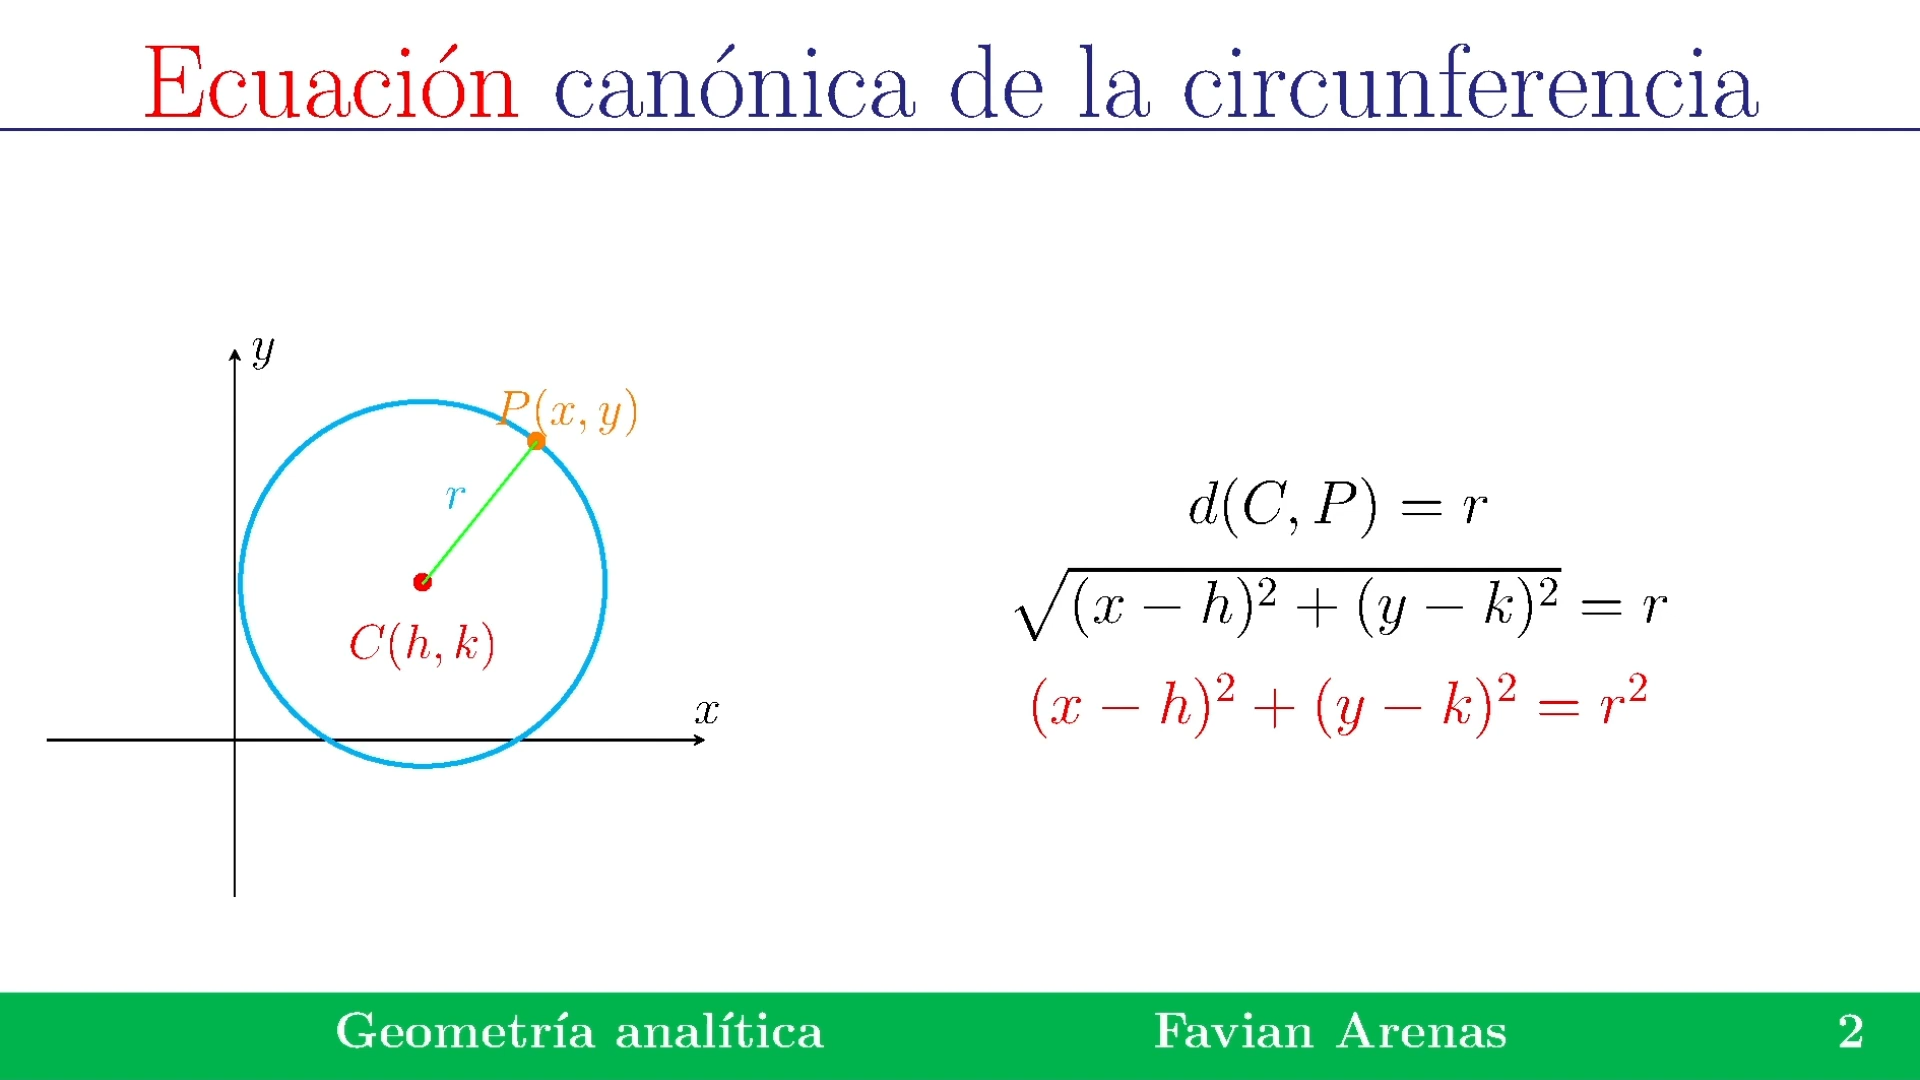 Ecuación canónica de la circunferencia
y
P(x, y)
r
C(h, k)
x
d(C, P) = r
√(x − h)² + (y − k)² = r
(x − h)² + (y − k)² = r²
Geometría analítica Favian Arenas 2